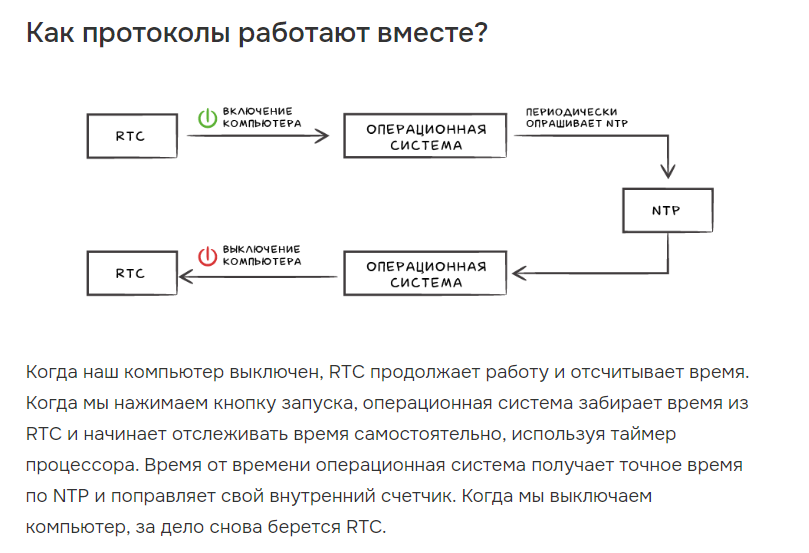 Как протоколы работают вместе?
RTC
ВКЛЮЧЕНИЕ
КОМПЬЮТЕРА
ОПЕРАЦИОННАЯ
СИСТЕМА
ПЕРИОДИЧЕСКИ
ОПРАШИВАЕТ NTP
NTP
RTC
ВЫКЛЮЧЕНИЕ
КОМПЬЮТЕРА
ОПЕРАЦИОННАЯ
СИСТЕМА
Когда наш компьютер выключен, RTC продолжает работу и отсчитывает время.
Когда мы нажимаем кнопку запуска, операционная система забирает время из
RTC и начинает отслеживать время самостоятельно, используя таймер
процессора. Время от времени операционная система получает точное время
по NTP и поправляет свой внутренний счетчик. Когда мы выключаем
компьютер, за дело снова берется RTC.